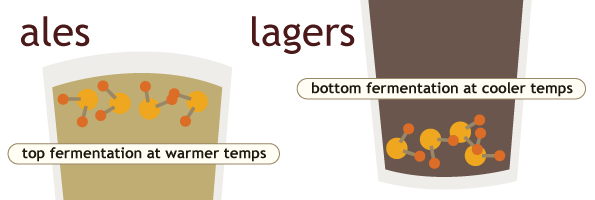 ales
top fermentation at warmer temps
lagers
bottom fermentation at cooler temps